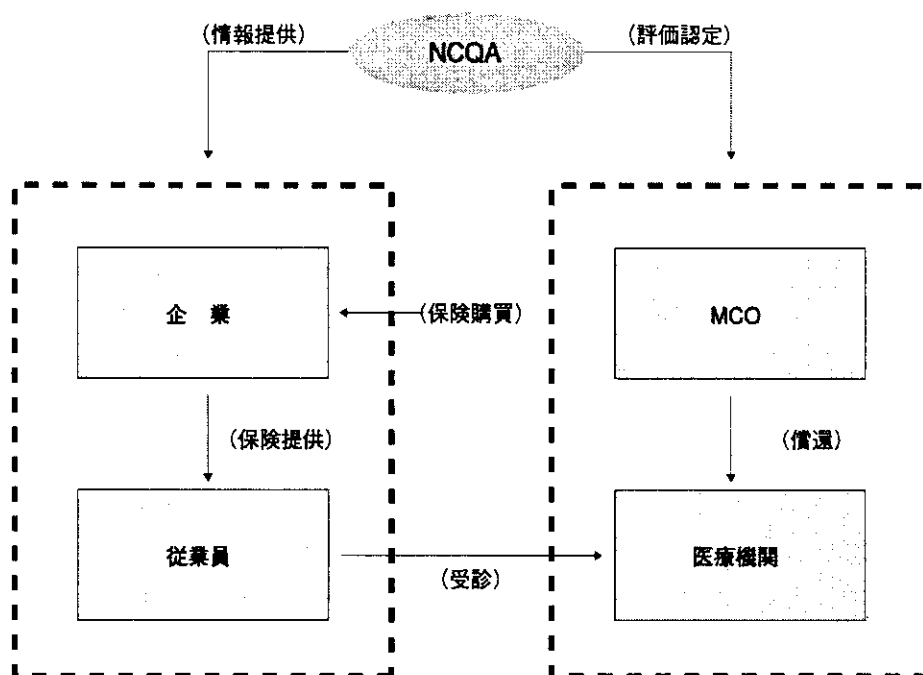 (情報提供)
NCQA
(評価認定)
企 業
(保険購買)
MCO
(保険提供)
(償還)
従業員
(受診)
医療機関